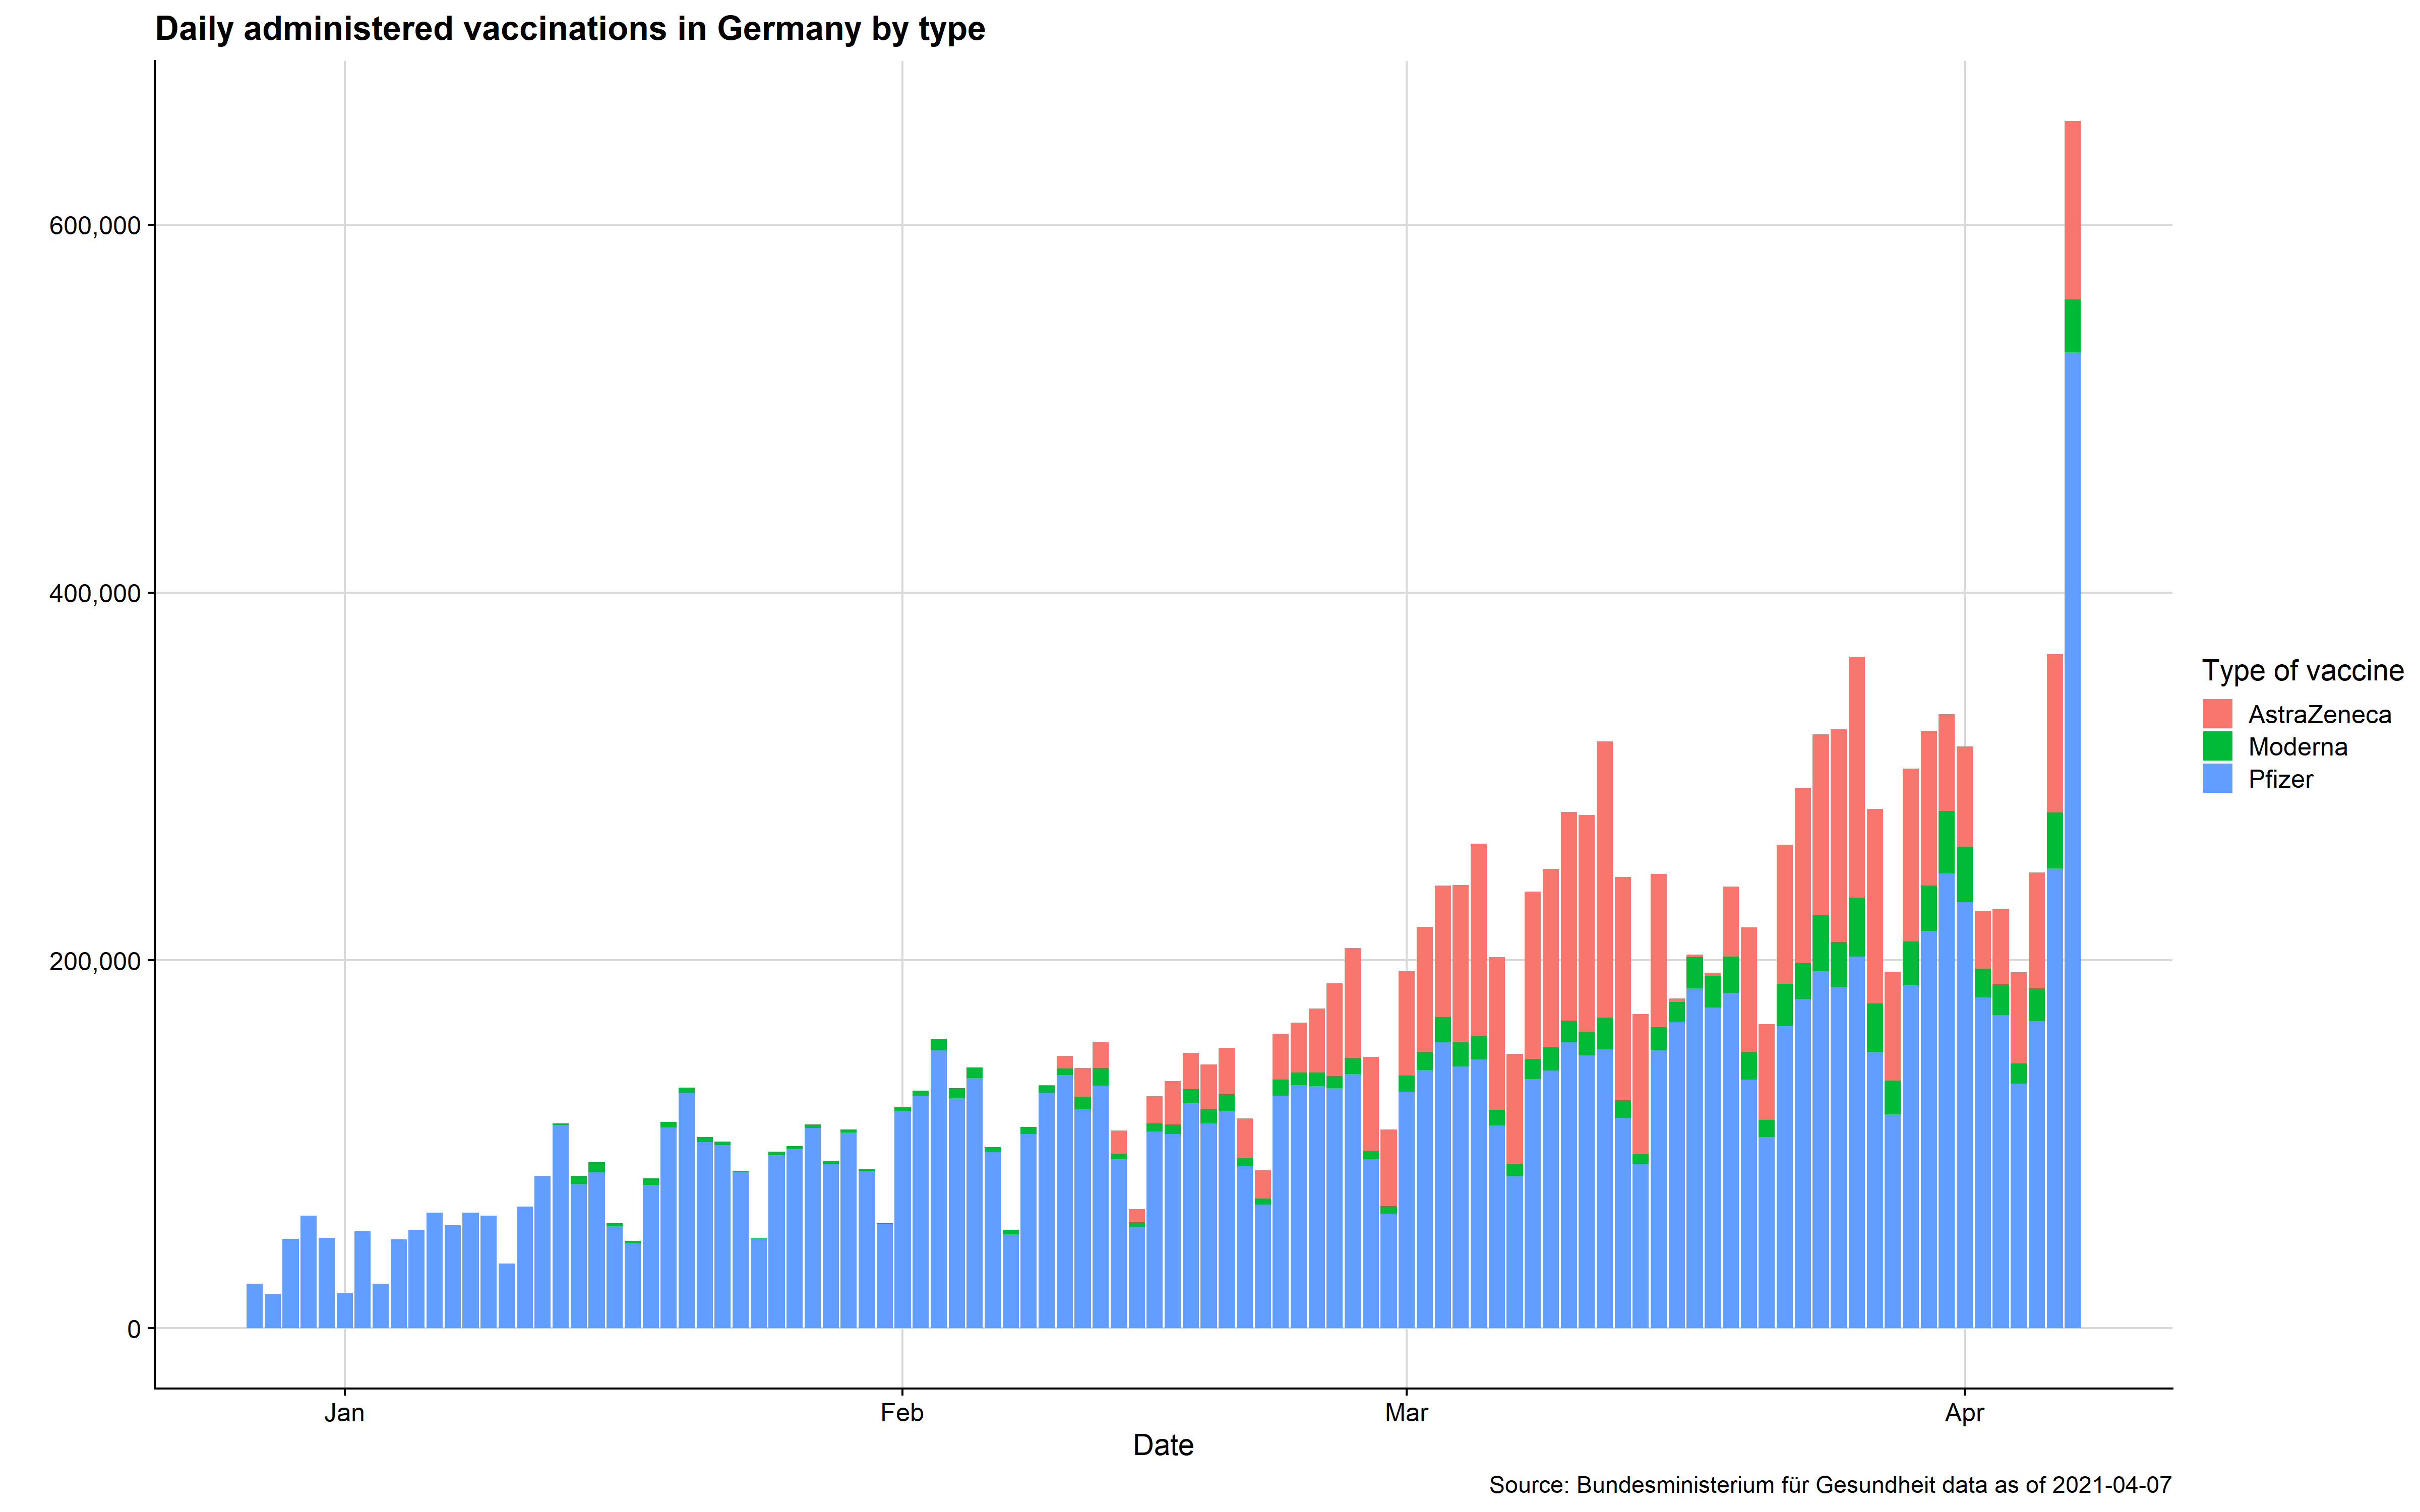 Daily administered vaccinations in Germany by type
600,000
400,000
200,000
0
Jan
Feb
Mar
Apr
Date
Type of vaccine
AstraZeneca
Moderna
Pfizer
Source: Bundesministerium für Gesundheit data as of 2021-04-07